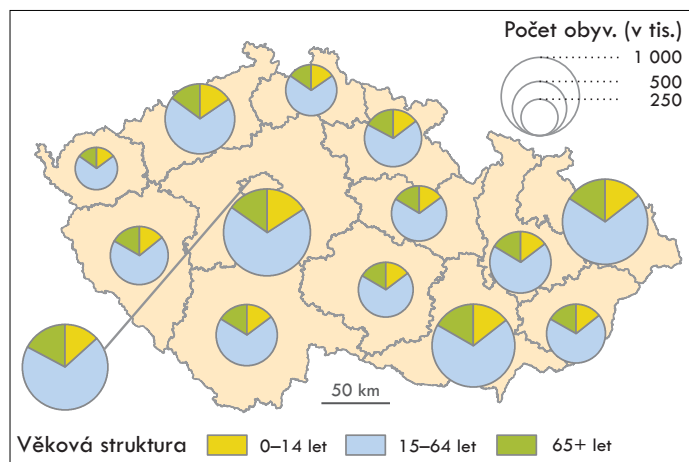 Počet obyv. (v tis.)
1 000
500
250
50 km
Věková struktura 0–14 let 15–64 let 65+ let